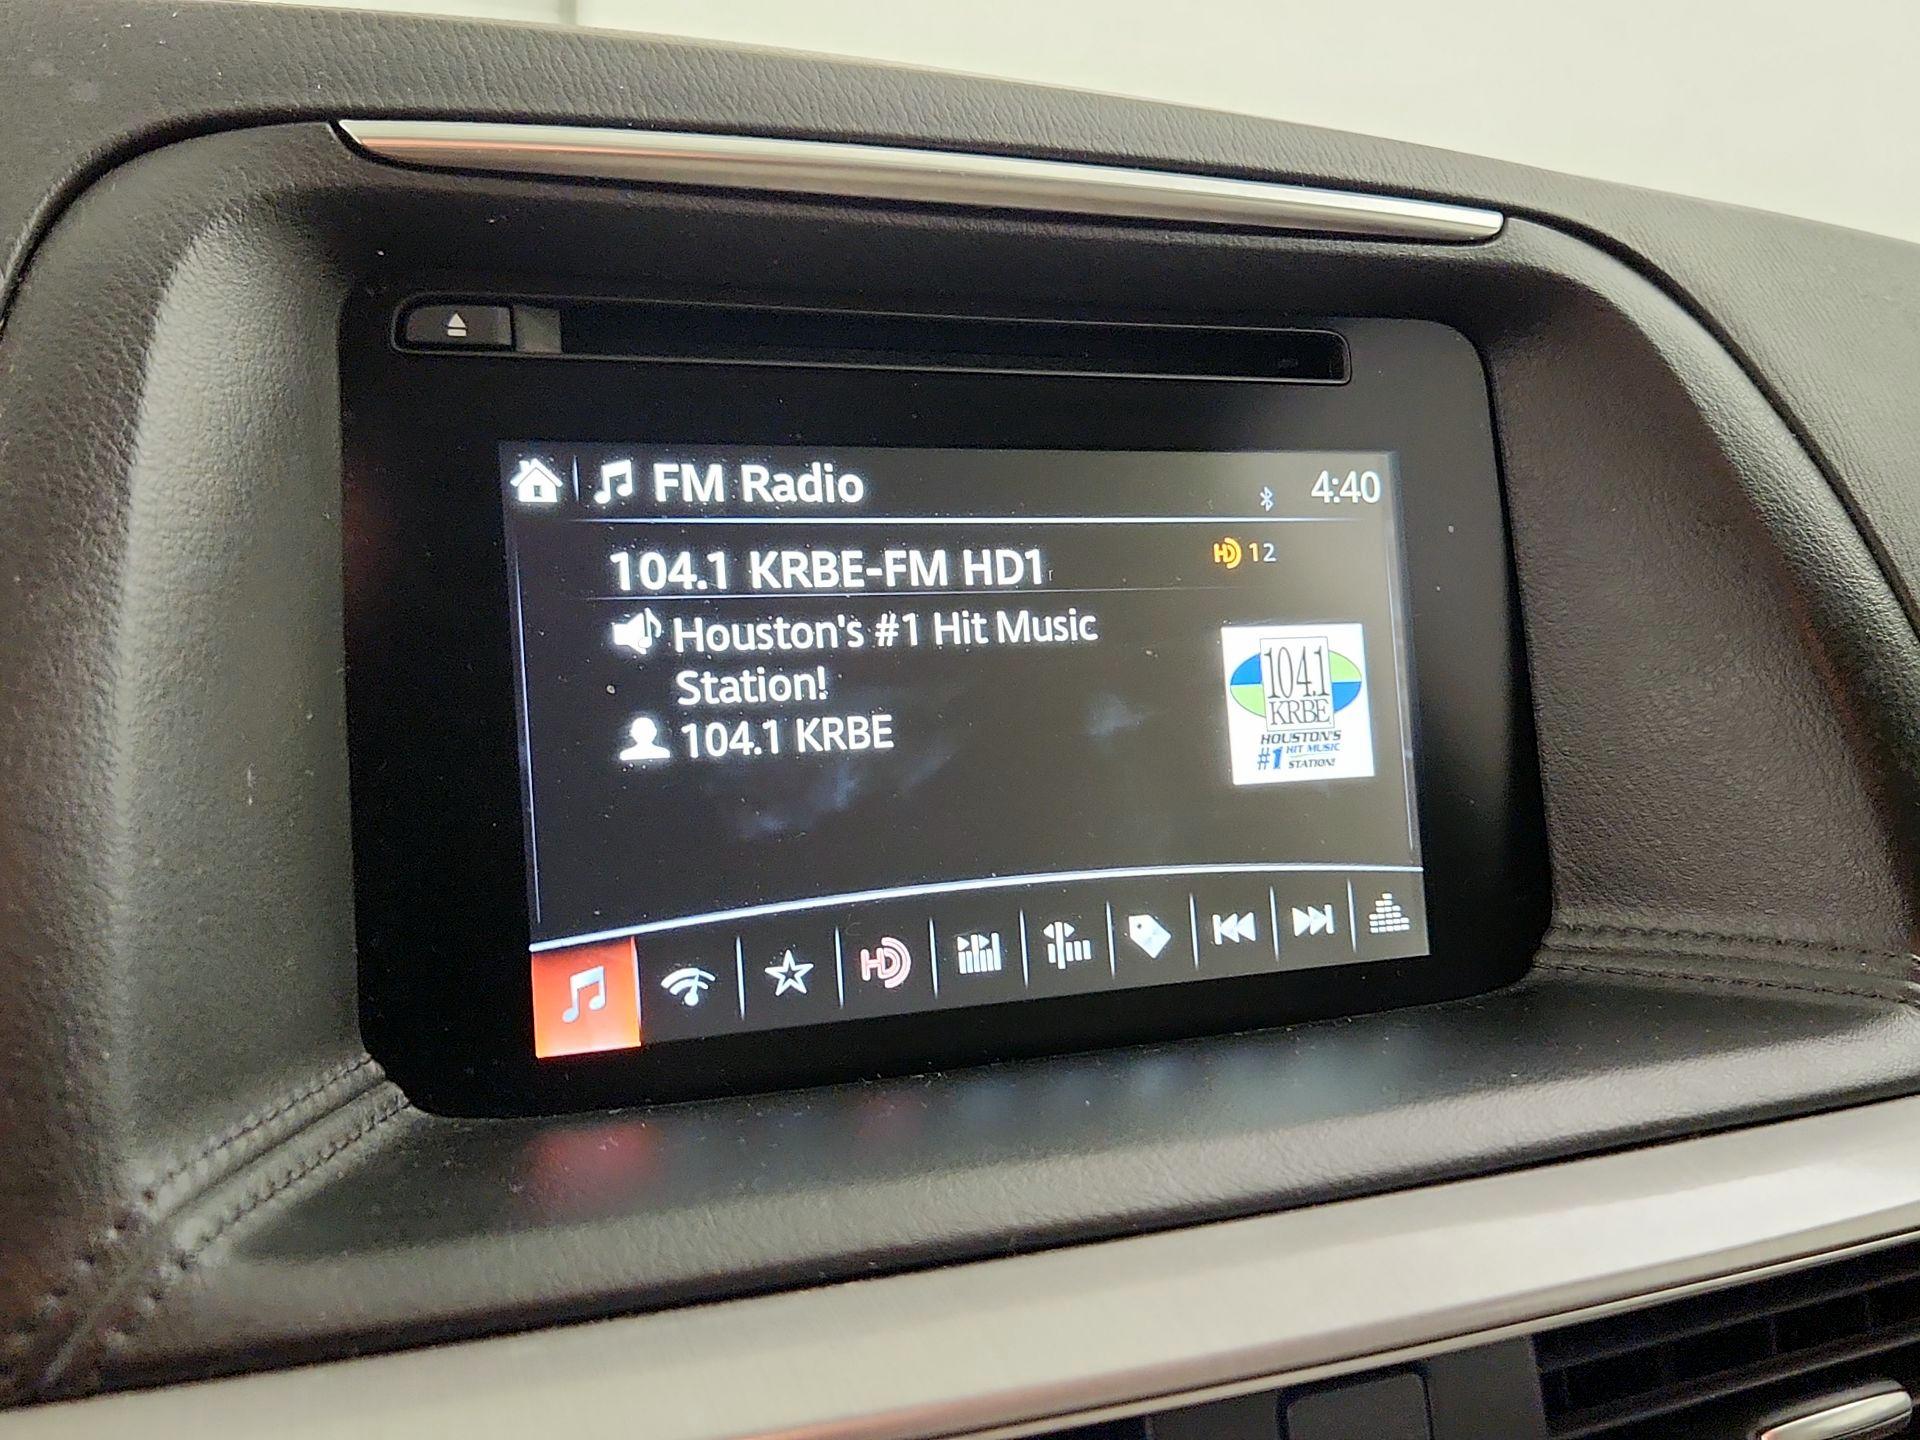 FM Radio
4:40
104.1 KRBE-FM HD1
HD 12
Houston's #1 Hit Music
Station!
104.1 KRBE
104.1
KRBE
HOUSTON'S
#1 HIT MUSIC
STATION!
HD